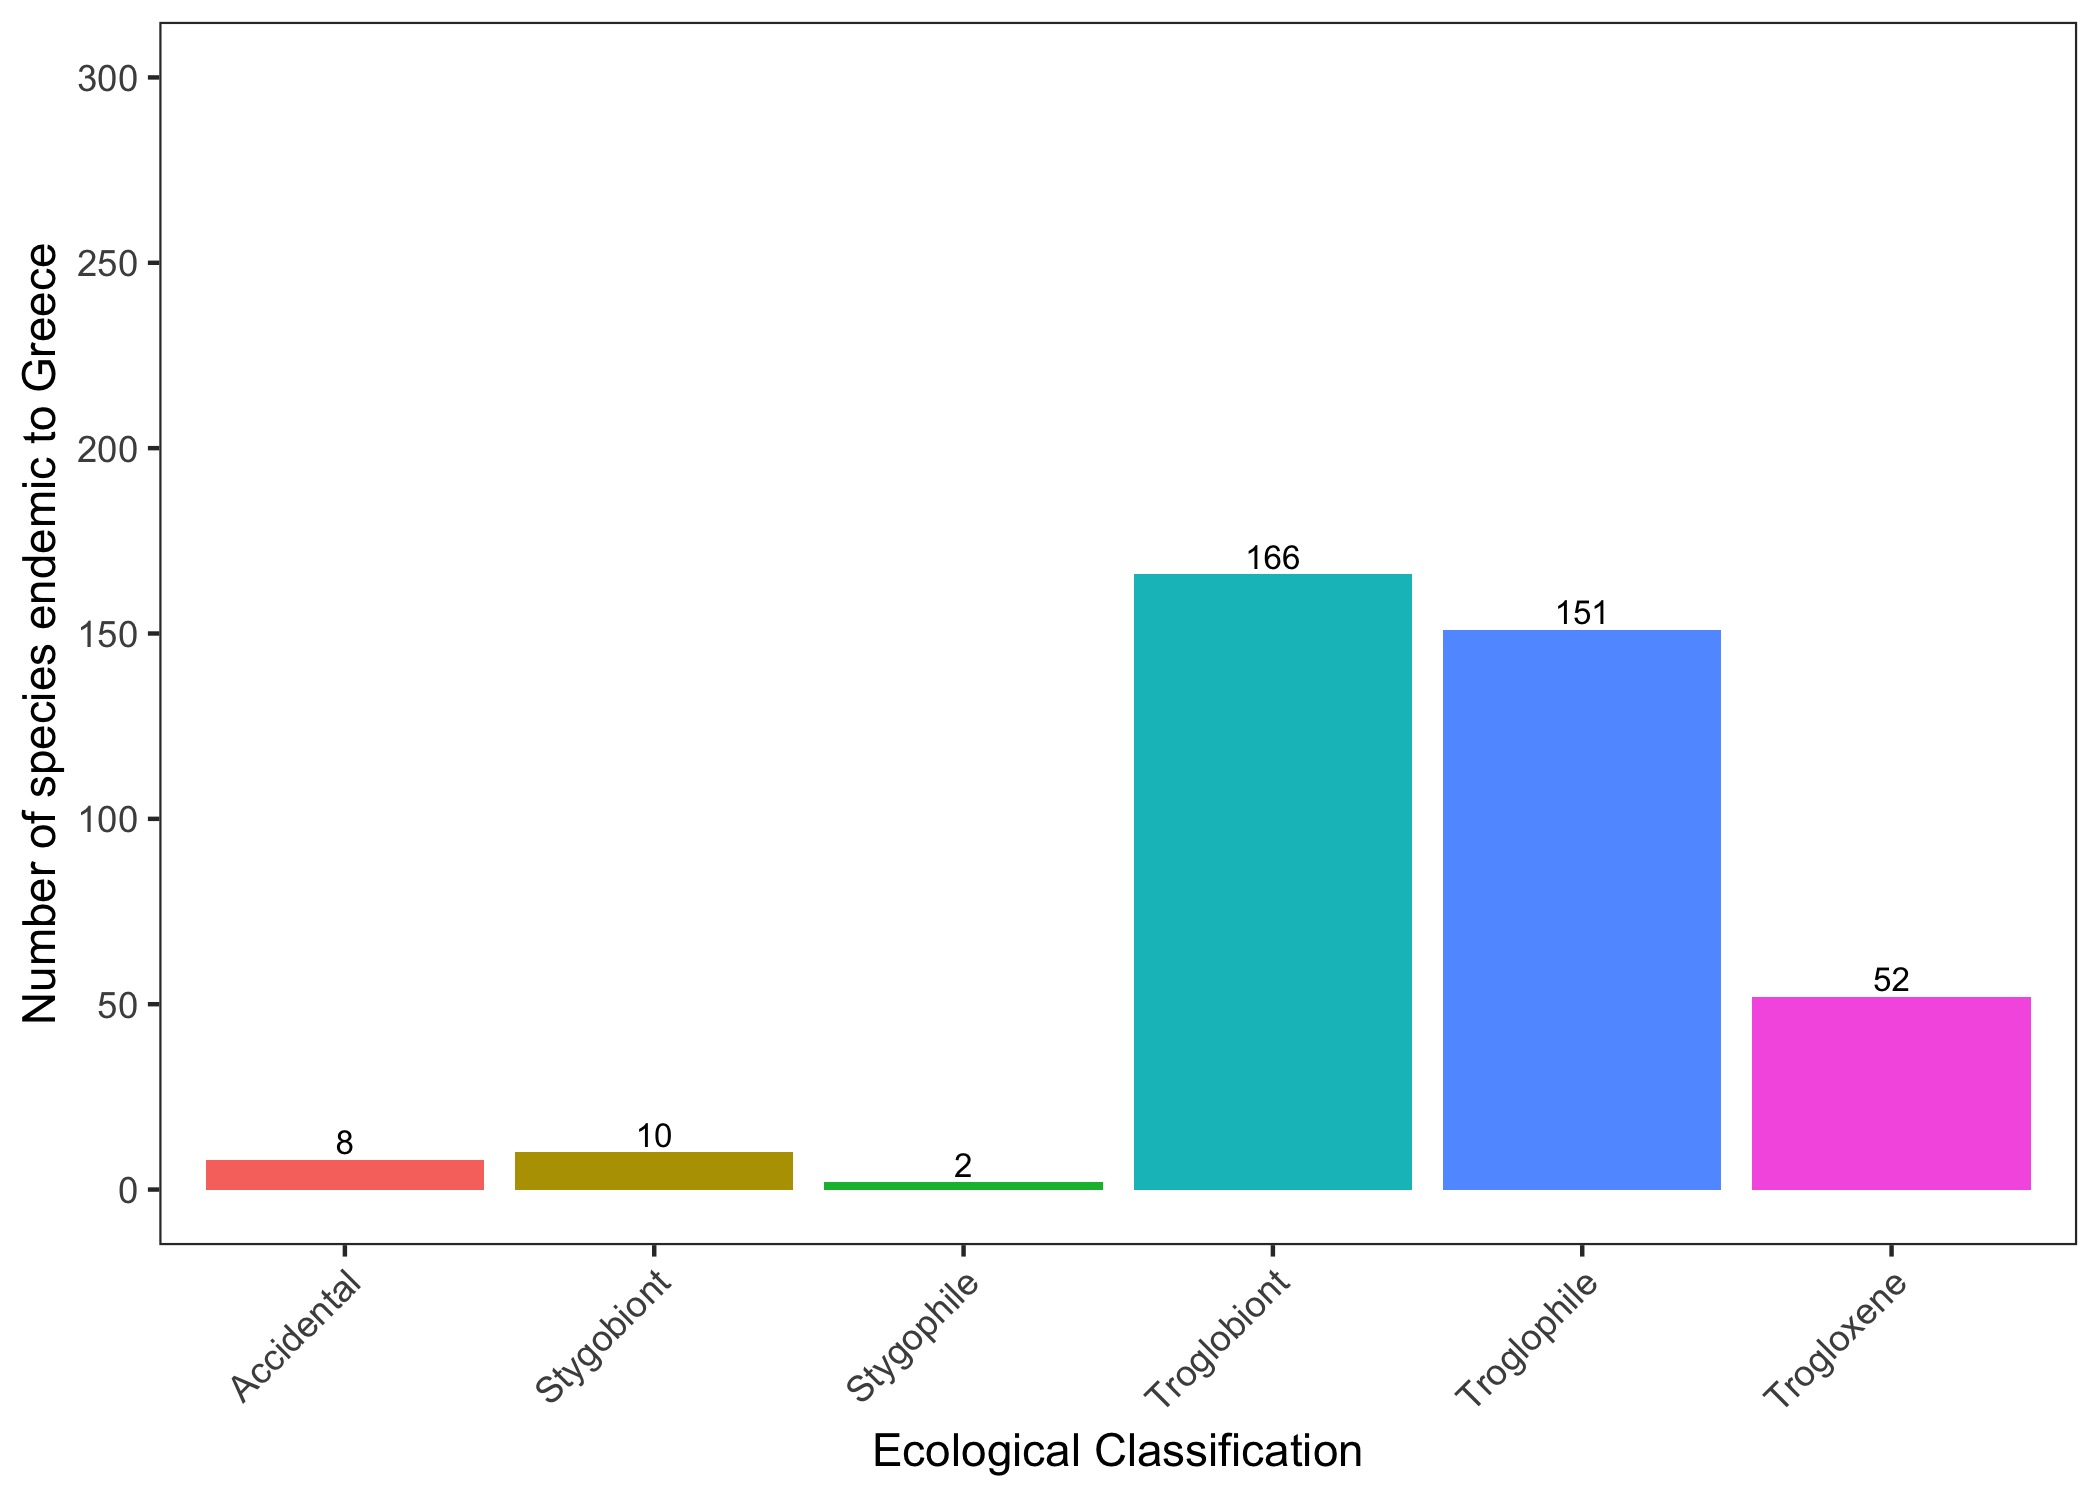 Number of species endemic to Greece
300
250
200
150
100
50
0
8
10
2
166
151
52
Accidental
Stygobiont
Stygophile
Troglobiont
Troglophile
Trogloxene
Ecological Classification